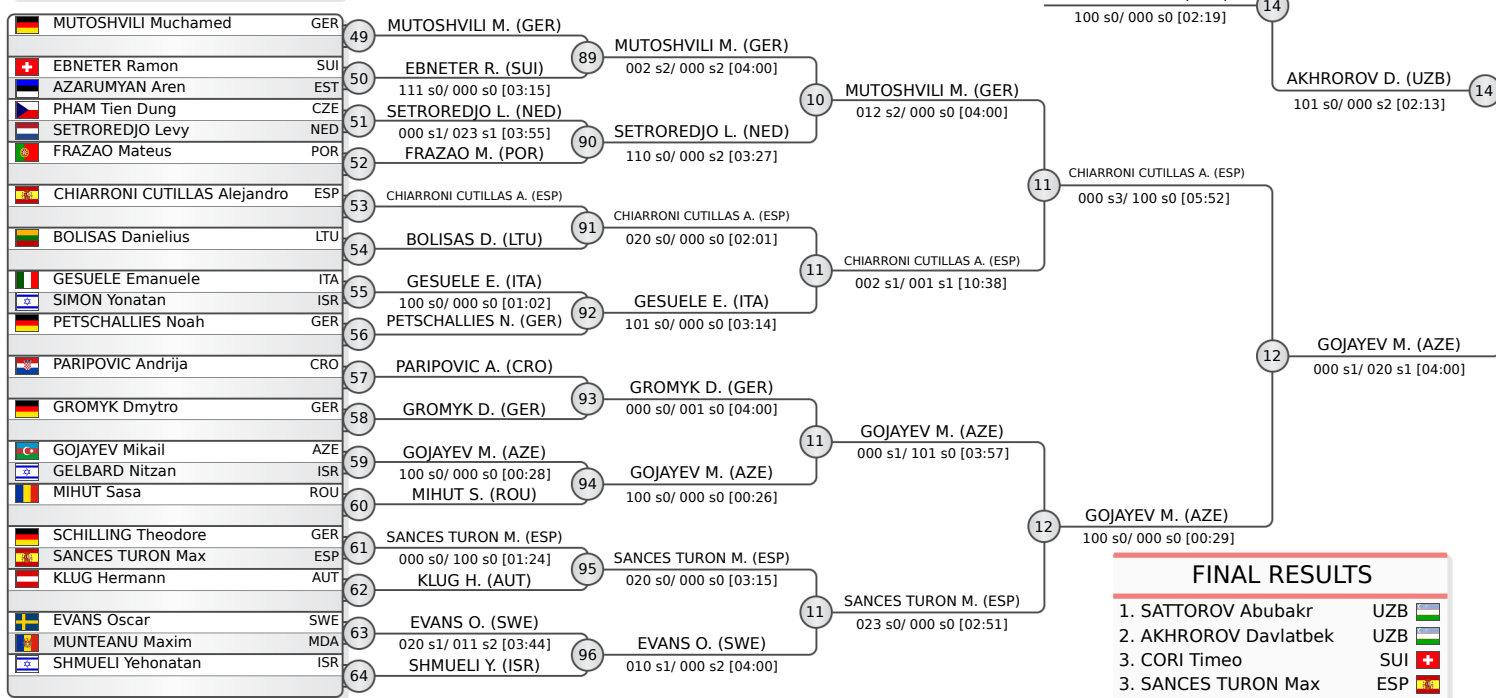 MUTOSHVILI Muchamed GER
EBNETER Ramon SUI
AZARUMYAN Aren EST
PHAM Tien Dung CZE
SETROREDJO Levy NED
FRAZAO Mateus POR
CHIARRONI CUTILLAS Alejandro ESP
BOLISAS Danielius LTU
GESUELE Emanuele ITA
SIMON Yonatan ISR
PETSCHALLIES Noah GER
PARIPOVIC Andrija CRO
GROMYK Dmytro GER
GOJAYEV Mikail AZE
GELBARD Nitzan ISR
MIHUT Sasa ROU
SCHILLING Theodore GER
SANCES TURON Max ESP
KLUG Hermann AUT
EVANS Oscar SWE
MUNTEANU Maxim MDA
SHMUELI Yehonatan ISR
49
50
51
52
53
54
55
56
57
58
59
60
61
62
63
64
MUTOSHVILI M. (GER)
EBNETER R. (SUI)
111 s0/ 000 s0 [03:15]
SETROREDJO L. (NED)
000 s1/ 023 s1 [03:55]
FRAZAO M. (POR)
CHIARRONI CUTILLAS A. (ESP)
BOLISAS D. (LTU)
GESUELE E. (ITA)
100 s0/ 000 s0 [01:02]
PETSCHALLIES N. (GER)
PARIPOVIC A. (CRO)
GROMYK D. (GER)
GOJAYEV M. (AZE)
100 s0/ 000 s0 [00:28]
MIHUT S. (ROU)
SANCES TURON M. (ESP)
000 s0/ 100 s0 [01:24]
KLUG H. (AUT)
EVANS O. (SWE)
020 s1/ 011 s2 [03:44]
SHMUELI Y. (ISR)
89
90
91
92
93
94
95
96
MUTOSHVILI M. (GER)
002 s2/ 000 s2 [04:00]
SETROREDJO L. (NED)
110 s0/ 000 s2 [03:27]
CHIARRONI CUTILLAS A. (ESP)
020 s0/ 000 s0 [02:01]
GESUELE E. (ITA)
101 s0/ 000 s0 [03:14]
GROMYK D. (GER)
000 s0/ 001 s0 [04:00]
GOJAYEV M. (AZE)
100 s0/ 000 s0 [00:26]
SANCES TURON M. (ESP)
020 s0/ 000 s0 [03:15]
EVANS O. (SWE)
010 s1/ 000 s2 [04:00]
10
11
11
11
MUTOSHVILI M. (GER)
012 s2/ 000 s0 [04:00]
CHIARRONI CUTILLAS A. (ESP)
002 s1/ 001 s1 [10:38]
GOJAYEV M. (AZE)
000 s1/ 101 s0 [03:57]
SANCES TURON M. (ESP)
023 s0/ 000 s0 [02:51]
11
12
100 s0/ 000 s0 [02:19]
CHIARRONI CUTILLAS A. (ESP)
000 s3/ 100 s0 [05:52]
GOJAYEV M. (AZE)
100 s0/ 000 s0 [00:29]
14
12
AKHROROV D. (UZB)
101 s0/ 000 s2 [02:13]
14
GOJAYEV M. (AZE)
000 s1/ 020 s1 [04:00]
FINAL RESULTS
1. SATTOROV Abubakr UZB
2. AKHROROV Davlatbek UZB
3. CORI Timeo SUI
3. SANCES TURON Max ESP